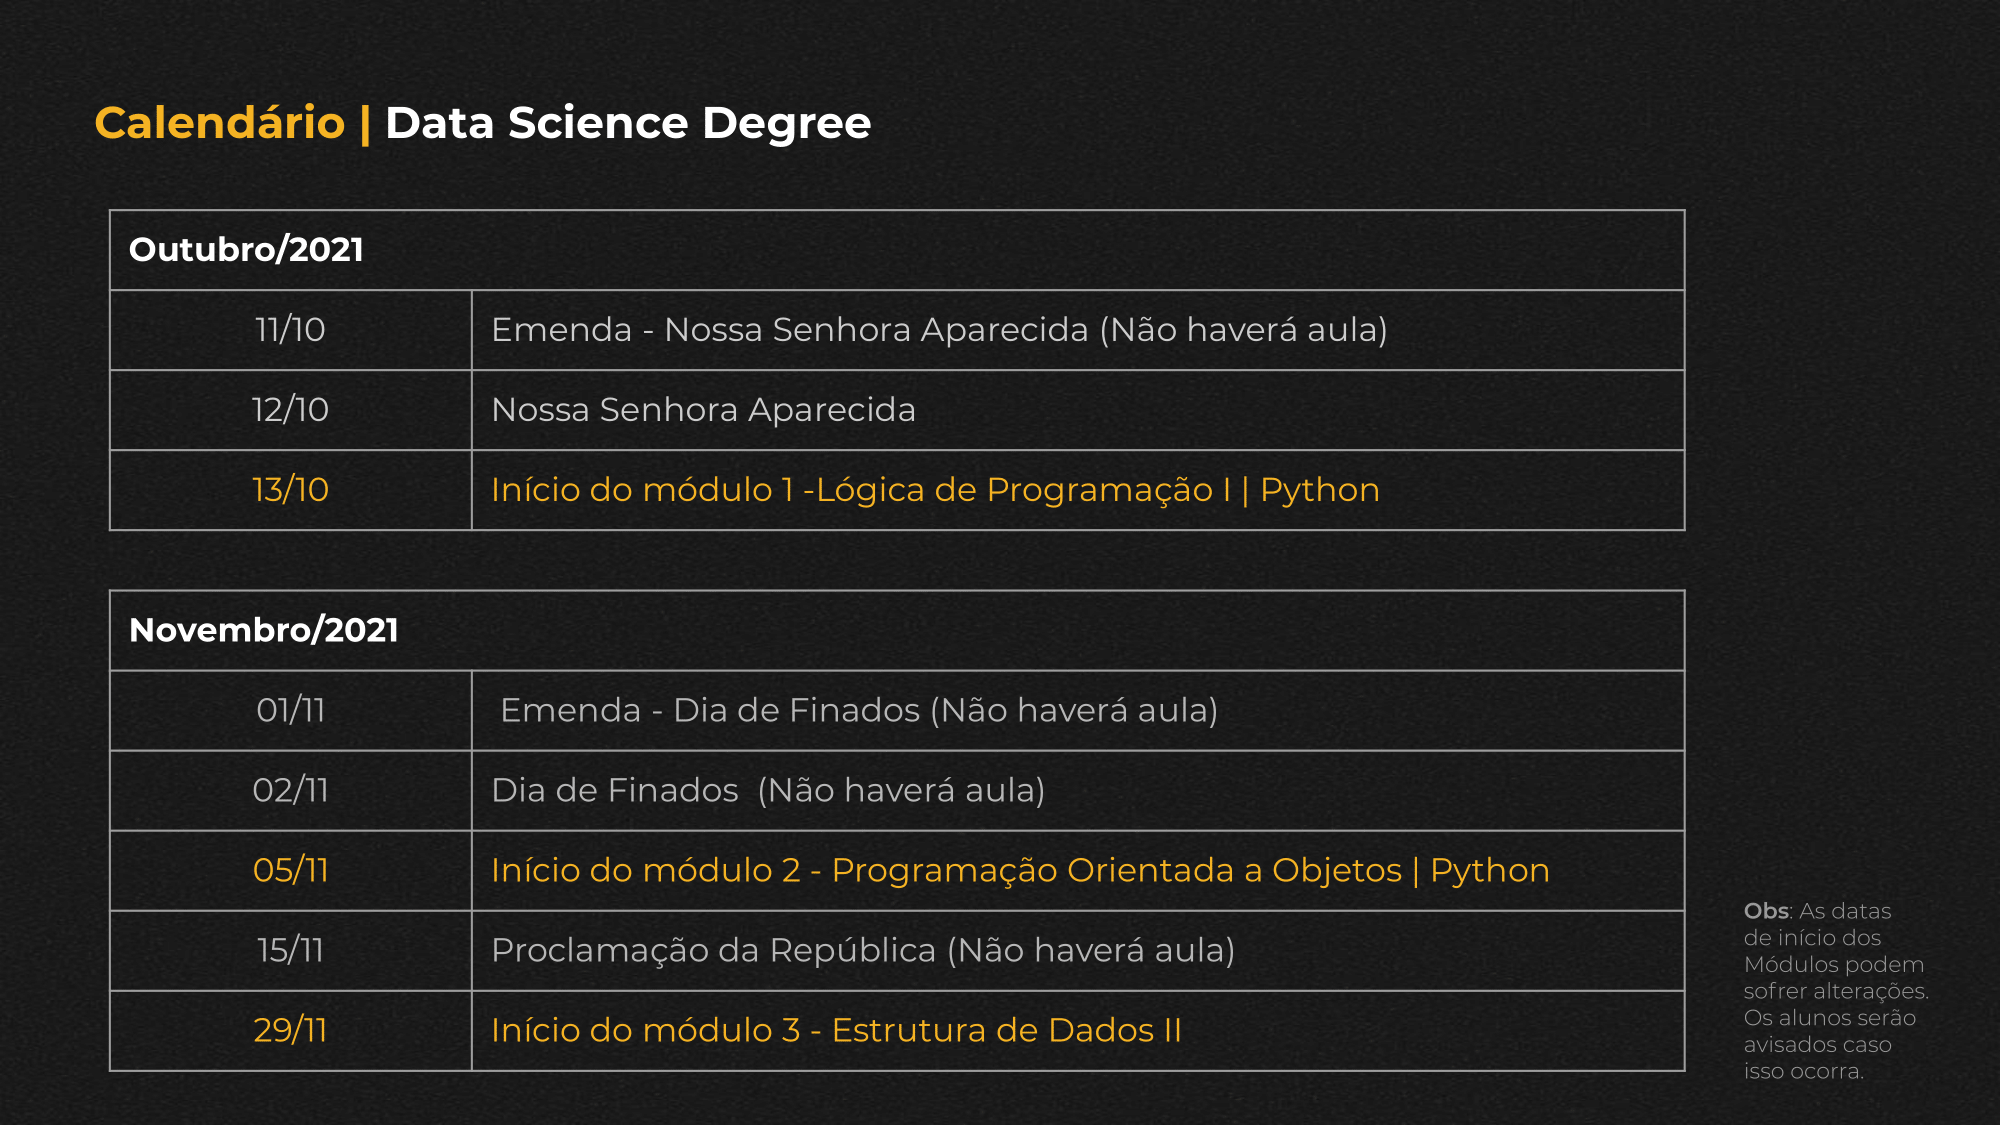 Calendário | Data Science Degree
Outubro/2021
11/10 Emenda - Nossa Senhora Aparecida (Não haverá aula)
12/10 Nossa Senhora Aparecida
13/10 Início do módulo 1 -Lógica de Programação I | Python
Novembro/2021
01/11 Emenda - Dia de Finados (Não haverá aula)
02/11 Dia de Finados  (Não haverá aula)
05/11 Início do módulo 2 - Programação Orientada a Objetos | Python
15/11 Proclamação da República (Não haverá aula)
29/11 Início do módulo 3 - Estrutura de Dados II
Obs: As datas
de início dos
Módulos podem
sofrer alterações.
Os alunos serão
avisados caso
isso ocorra.